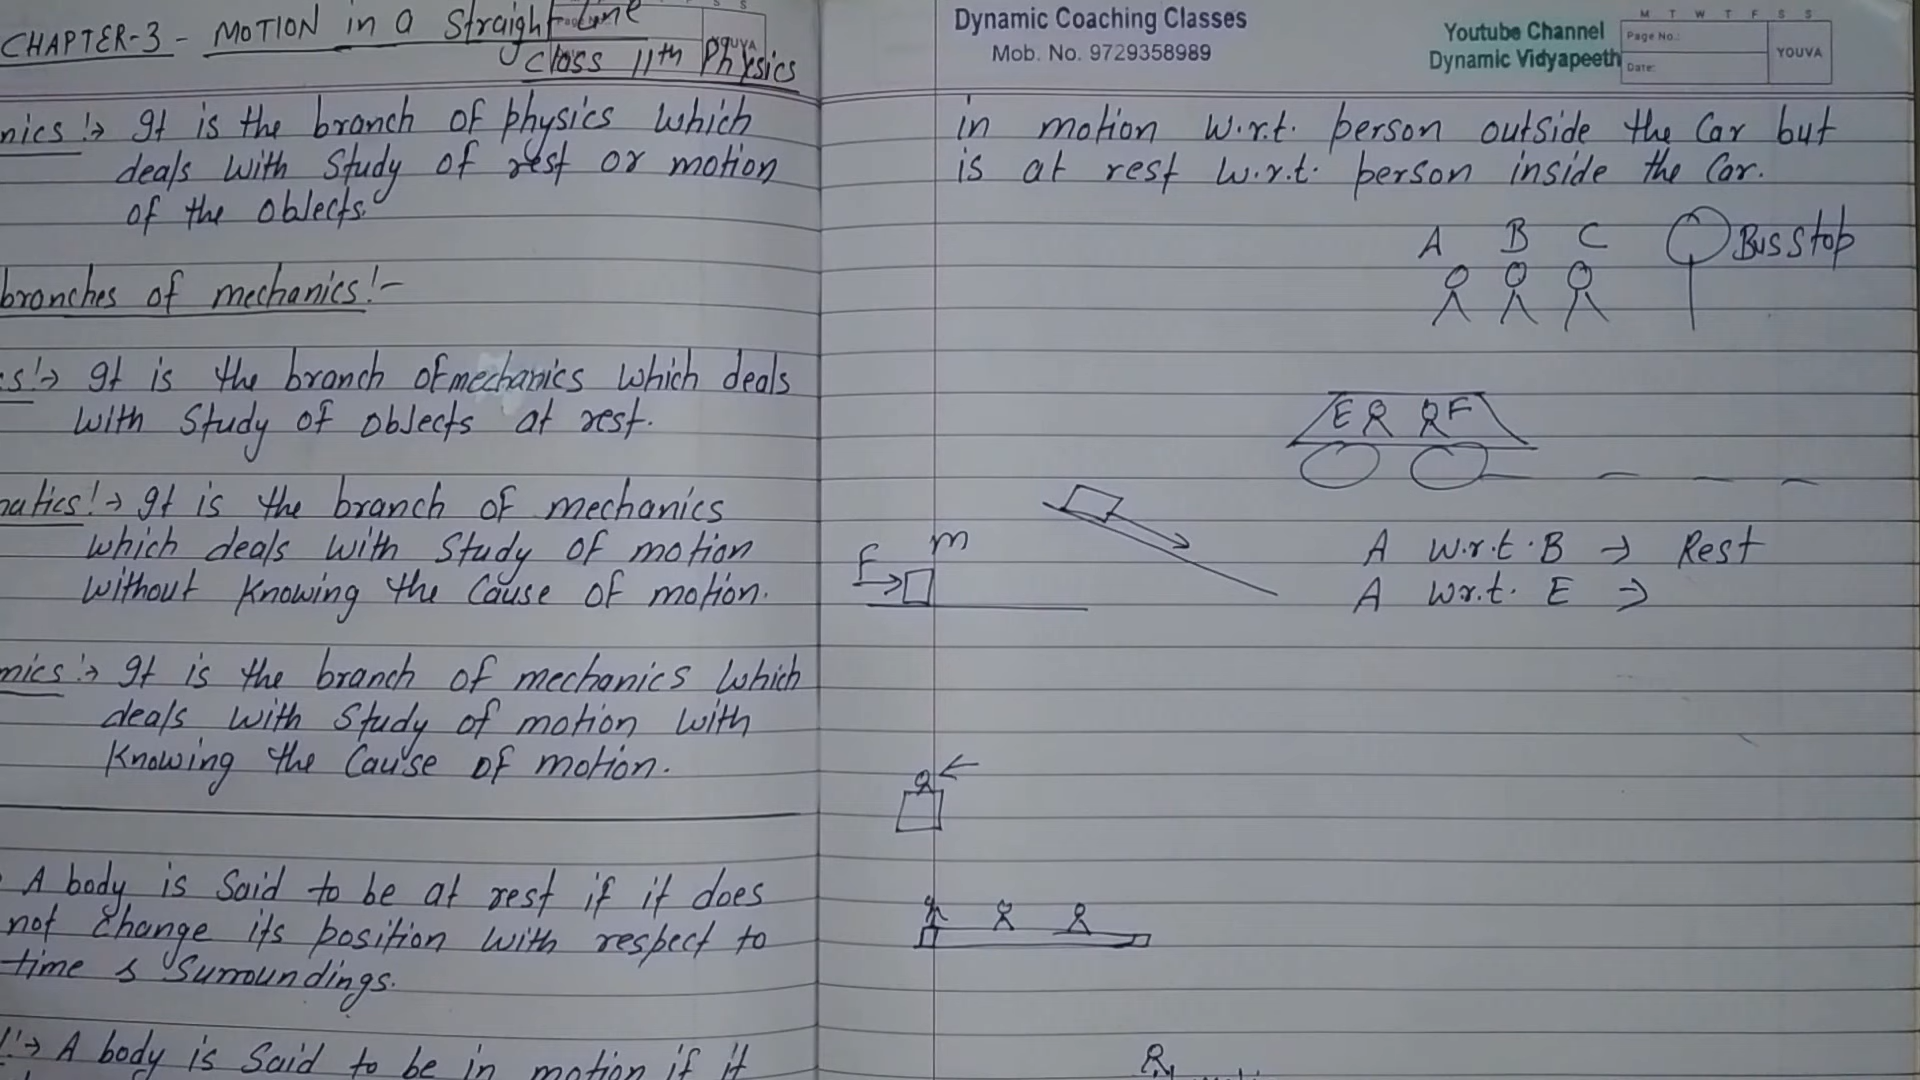 CHAPTER-3 - MOTION in a Straight Line
Class 11th Physics
nics :→ It is the branch of physics which
deals with Study of rest or motion
of the objects.
branches of mechanics :-
cs :→ It is the branch of mechanics which deals
with Study of objects at rest.
natics :→ It is the branch of mechanics
which deals with Study of motion
without Knowing the Cause of motion.
mics :→ It is the branch of mechanics which
deals with Study of motion with
Knowing the Cause of motion.
A body is Said to be at rest if it does
not change its position with respect to
time & Surroundings.
:→ A body is Said to be in motion if it
Dynamic Coaching Classes
Mob. No. 9729358989
Youtube Channel
Dynamic Vidyapeeth
M T W T F S S
Page No.:
Date:
YOUVA
in motion w.r.t. person outside the Car but
is at rest w.r.t. person inside the Car.
A B C Bus Stop
E F
F m
A w.r.t. B → Rest
A w.r.t. E →